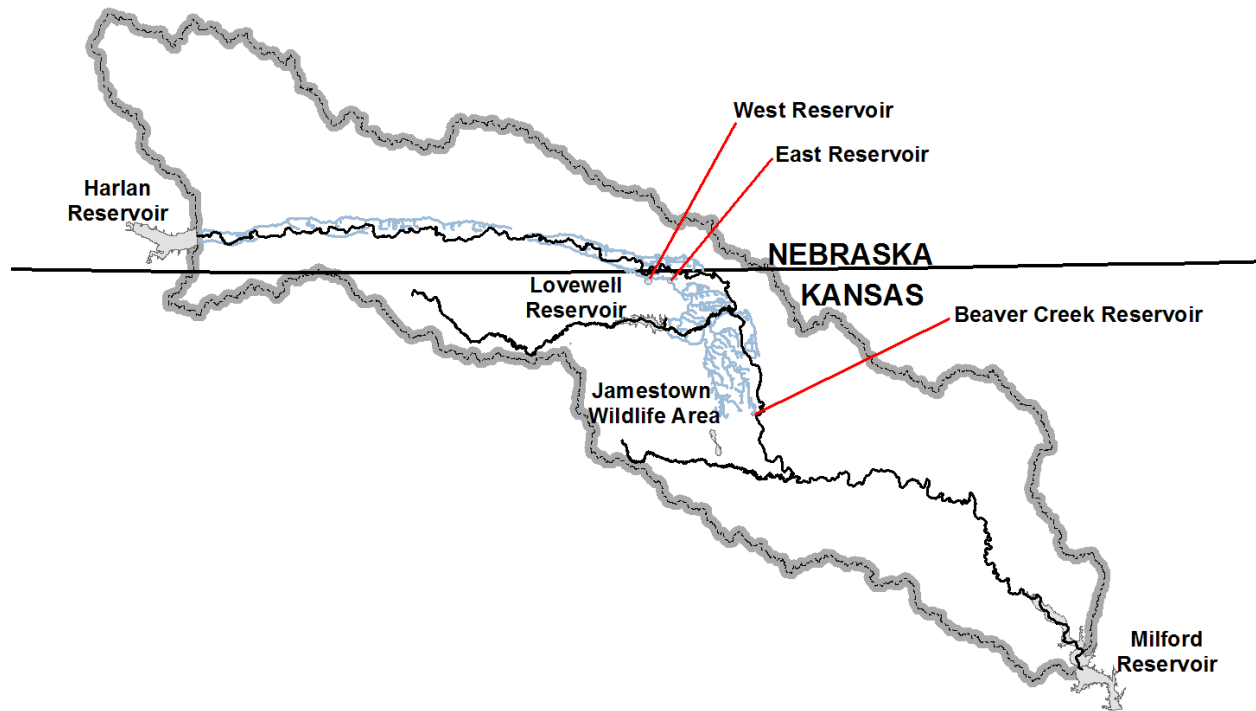 West Reservoir
East Reservoir
Harlan
Reservoir
NEBRASKA
KANSAS
Lovewell
Reservoir
Beaver Creek Reservoir
Jamestown
Wildlife Area
Milford
Reservoir